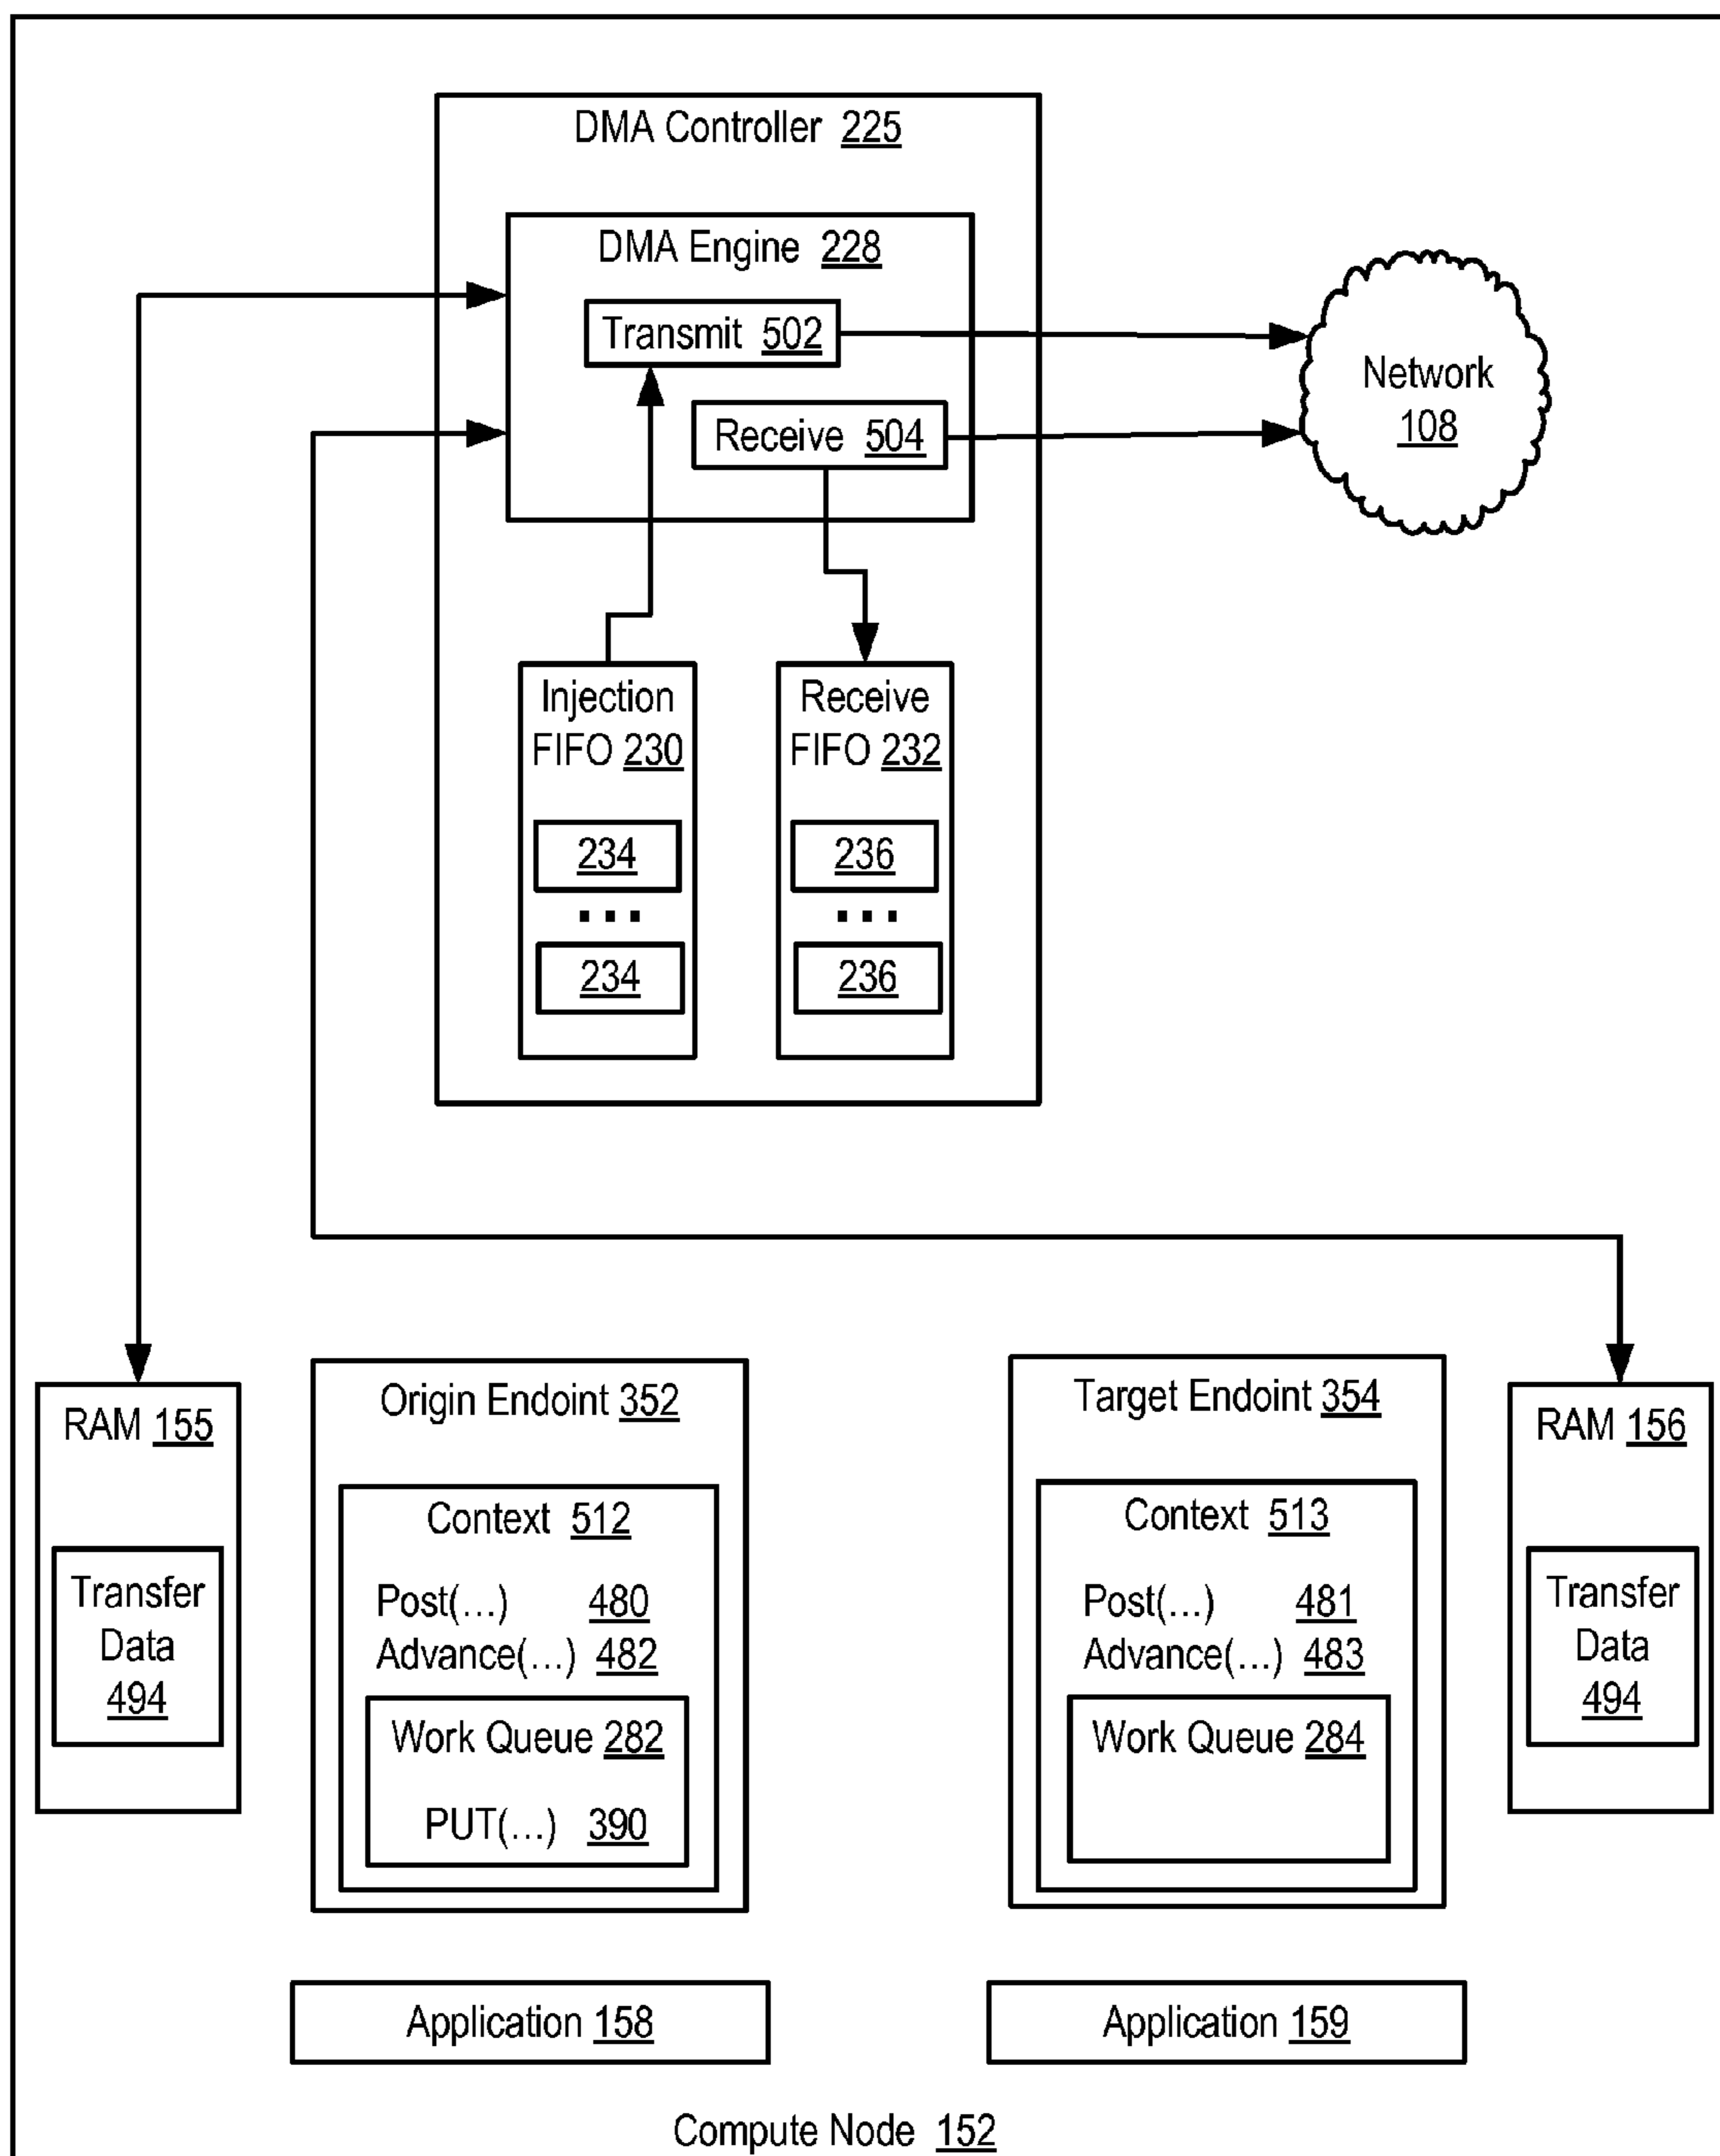 DMA Controller 225
DMA Engine 228
Transmit 502
Receive 504
Network
108
Injection
FIFO 230
234
...
234
Receive
FIFO 232
236
...
236
RAM 155
Transfer
Data
494
Origin Endoint 352
Context 512
Post(...) 480
Advance(...) 482
Work Queue 282
PUT(...) 390
Target Endoint 354
Context 513
Post(...) 481
Advance(...) 483
Work Queue 284
RAM 156
Transfer
Data
494
Application 158
Application 159
Compute Node 152